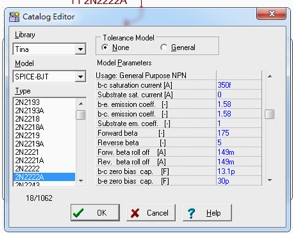 T1 2N2222A
Catalog Editor
Library
Tina
Model
SPICE-BJT
Type
2N2193
2N2193A
2N2218
2N2218A
2N2219
2N2219A
2N2221
2N2221A
2N2222
2N2222A
2N2243
18/1062
Tolerance Model
None
General
Model Parameters
Usage: General Purpose NPN
b-c saturation current [A] 350f
Substrate sat. current [A] 0
b-e. emission coeff. [-] 1.58
b-c. emission coeff. [-] 1.58
Substrate em. coeff. [-] 1
Forward beta 175
Reverse beta 5
Forw. beta roll off [A] 149m
Rev. beta roll off [A] 149m
b-c zero bias cap. [F] 13.1p
b-e zero bias cap. [F] 30p
OK
Cancel
? Help